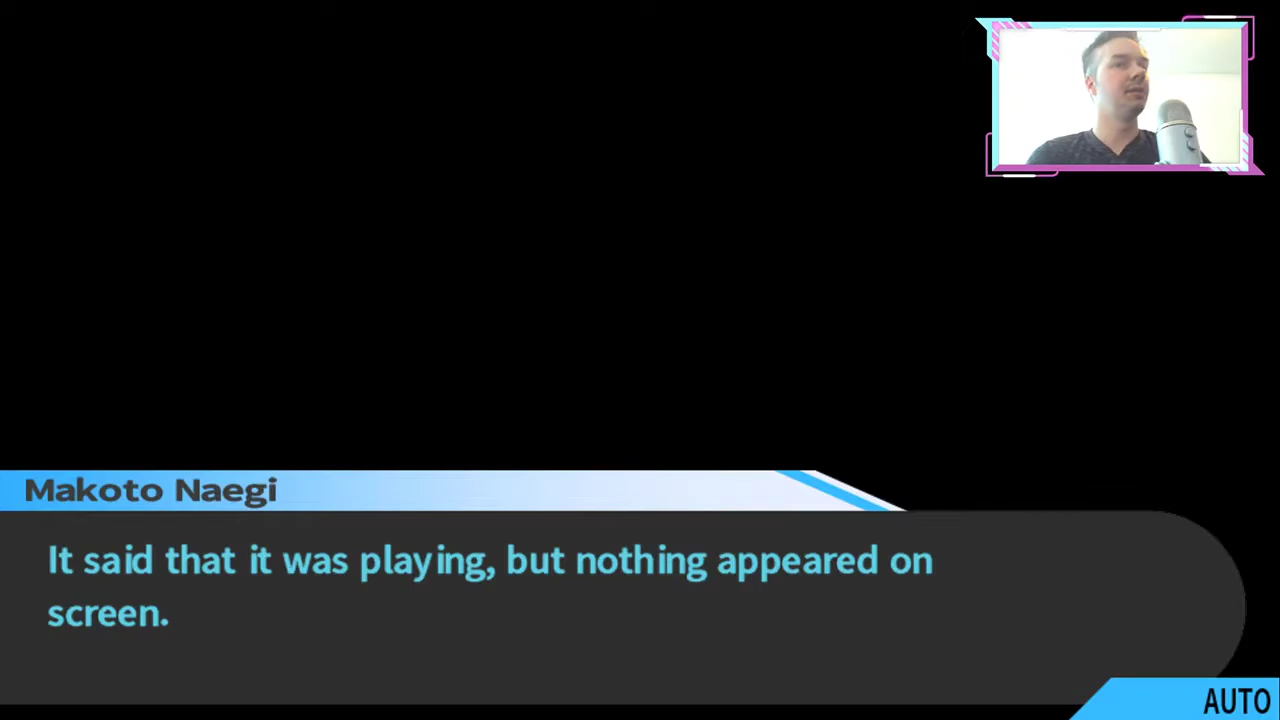 Makoto Naegi
It said that it was playing, but nothing appeared on
screen.
AUTO